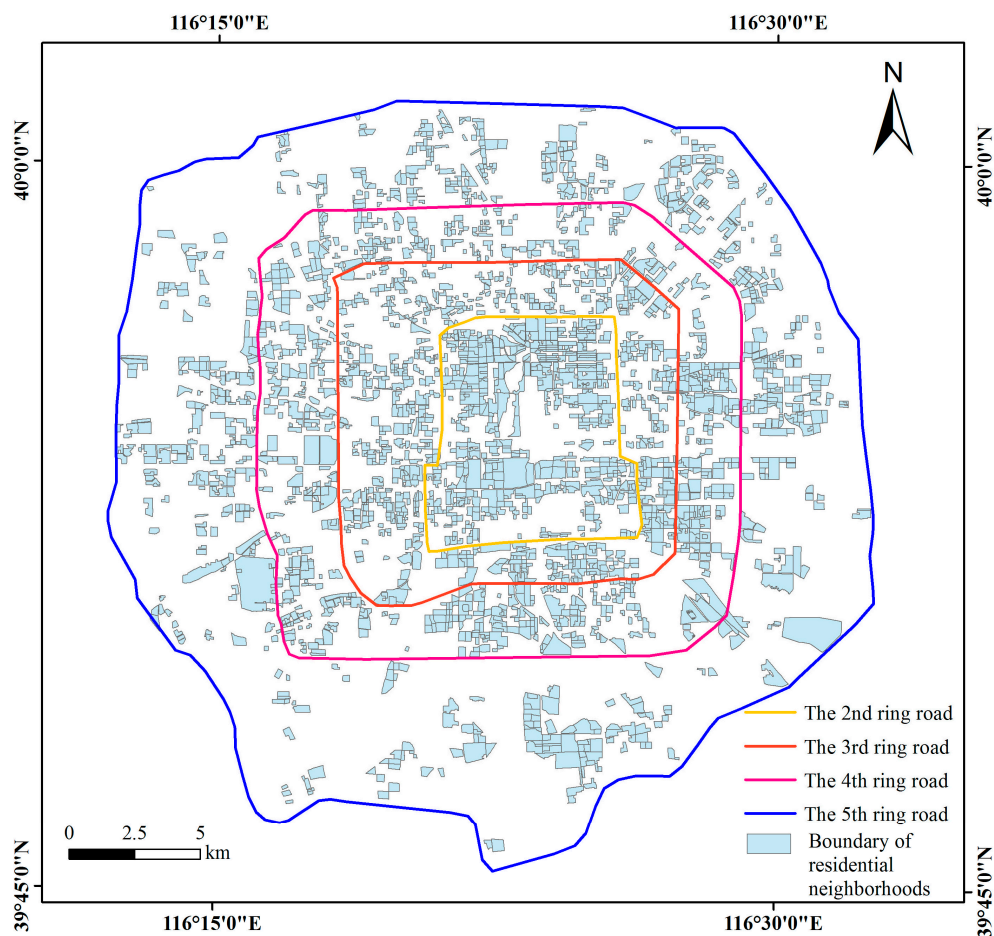 116°15'0"E
116°30'0"E
N
40°0'0"N
40°0'0"N
The 2nd ring road
The 3rd ring road
The 4th ring road
The 5th ring road
Boundary of
residential
neighborhoods
0 2.5 5
km
39°45'0"N
39°45'0"N
116°15'0"E
116°30'0"E